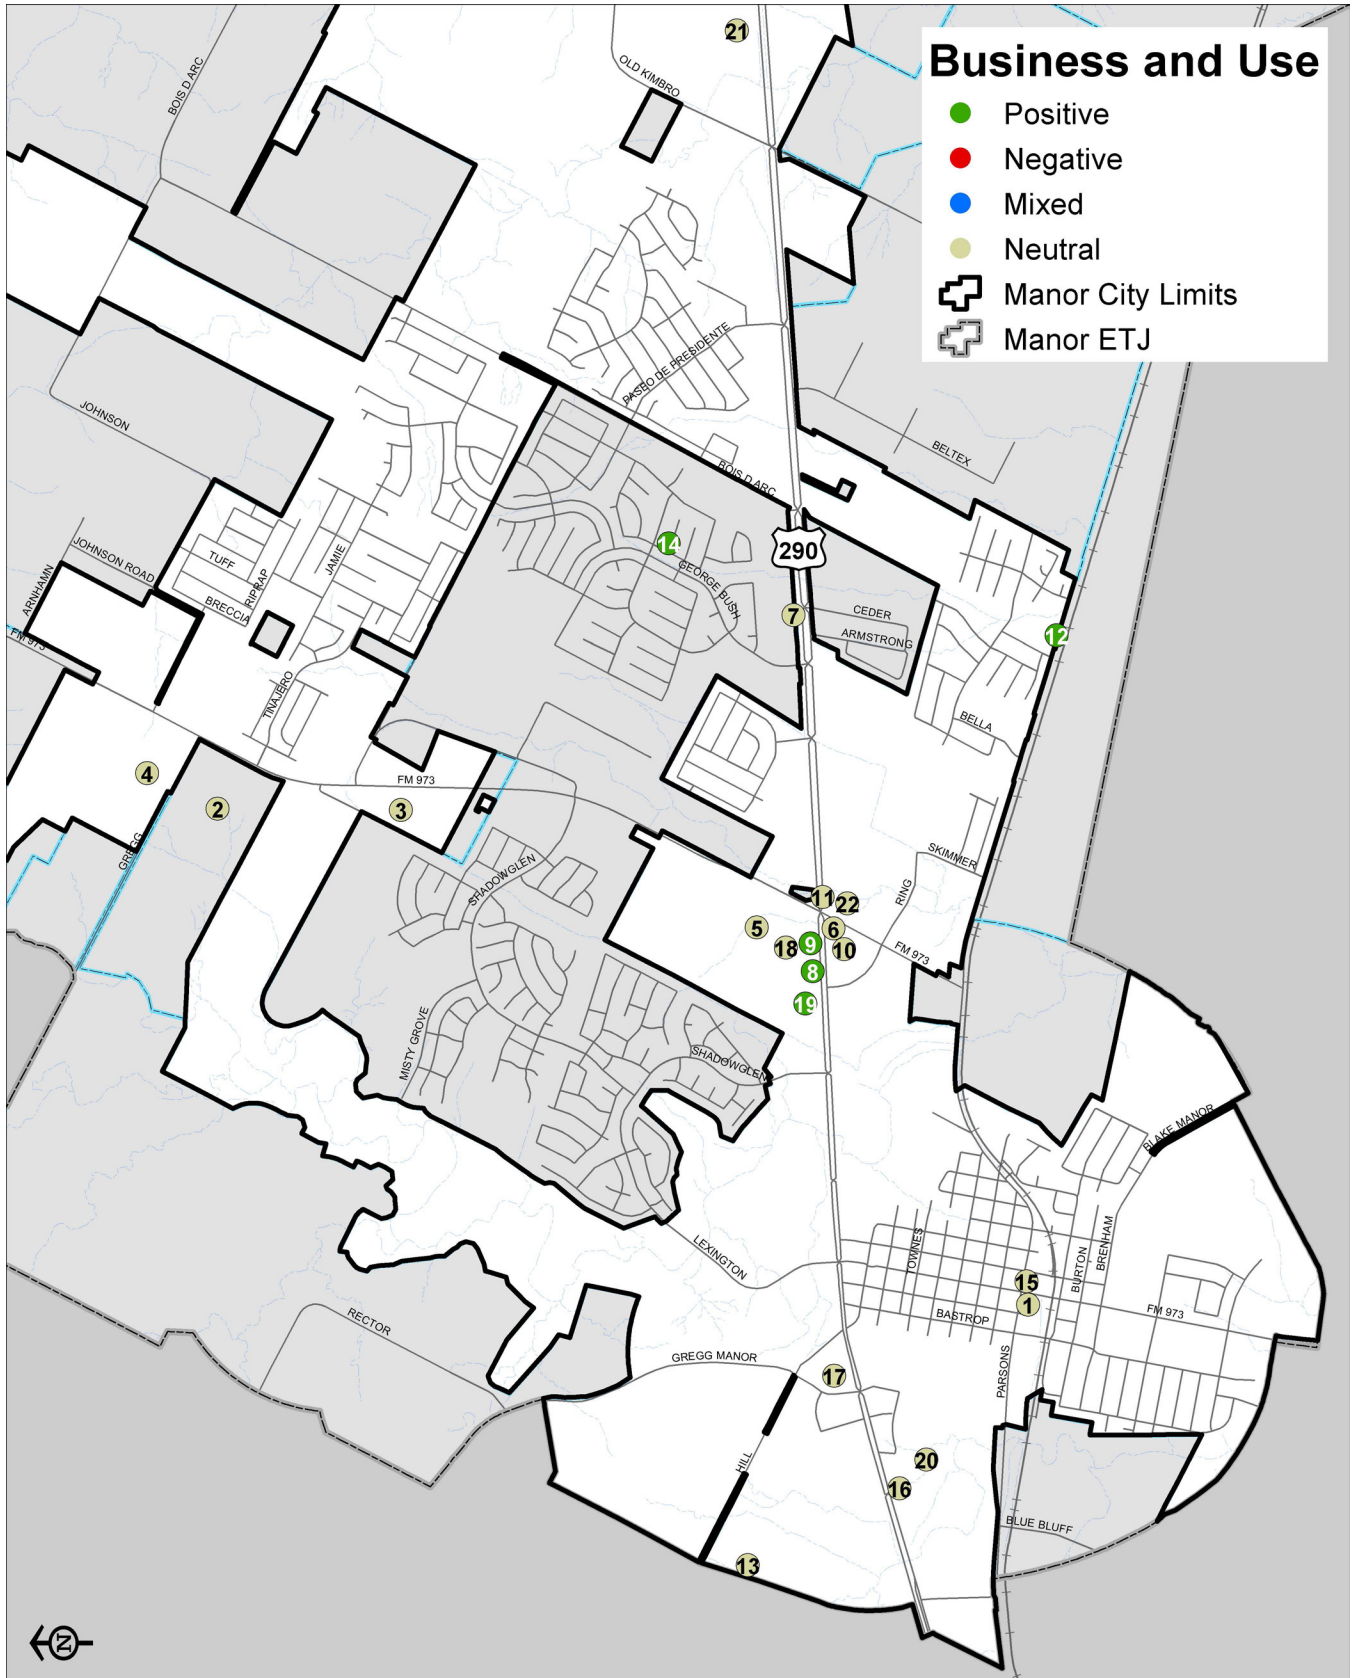 21
BOIS D ARC
OLD KIMBRO
Business and Use
Positive
Negative
Mixed
Neutral
Manor City Limits
Manor ETJ
PASEO DE PRESIDENTE
JOHNSON
BELTEX
BOIS D ARC
290
14
GEORGE BUSH
JOHNSON ROAD
TUFF
RIPRAP
JAMIE
BRECCIA
ARNHAMN
FM 973
7
CEDER
ARMSTRONG
12
TINAJERO
BELLA
4
2
FM 973
3
GREGG
SHADOWGLEN
SKIMMER
RING
11
22
5
6
18
9
10
FM 973
8
19
MISTY GROVE
SHADOWGLEN
BLAKE MANOR
LEXINGTON
TOWNES
BURTON
BRENHAM
15
1
BASTROP
FM 973
RECTOR
GREGG MANOR
17
PARSONS
HILL
20
16
BLUE BLUFF
13
N